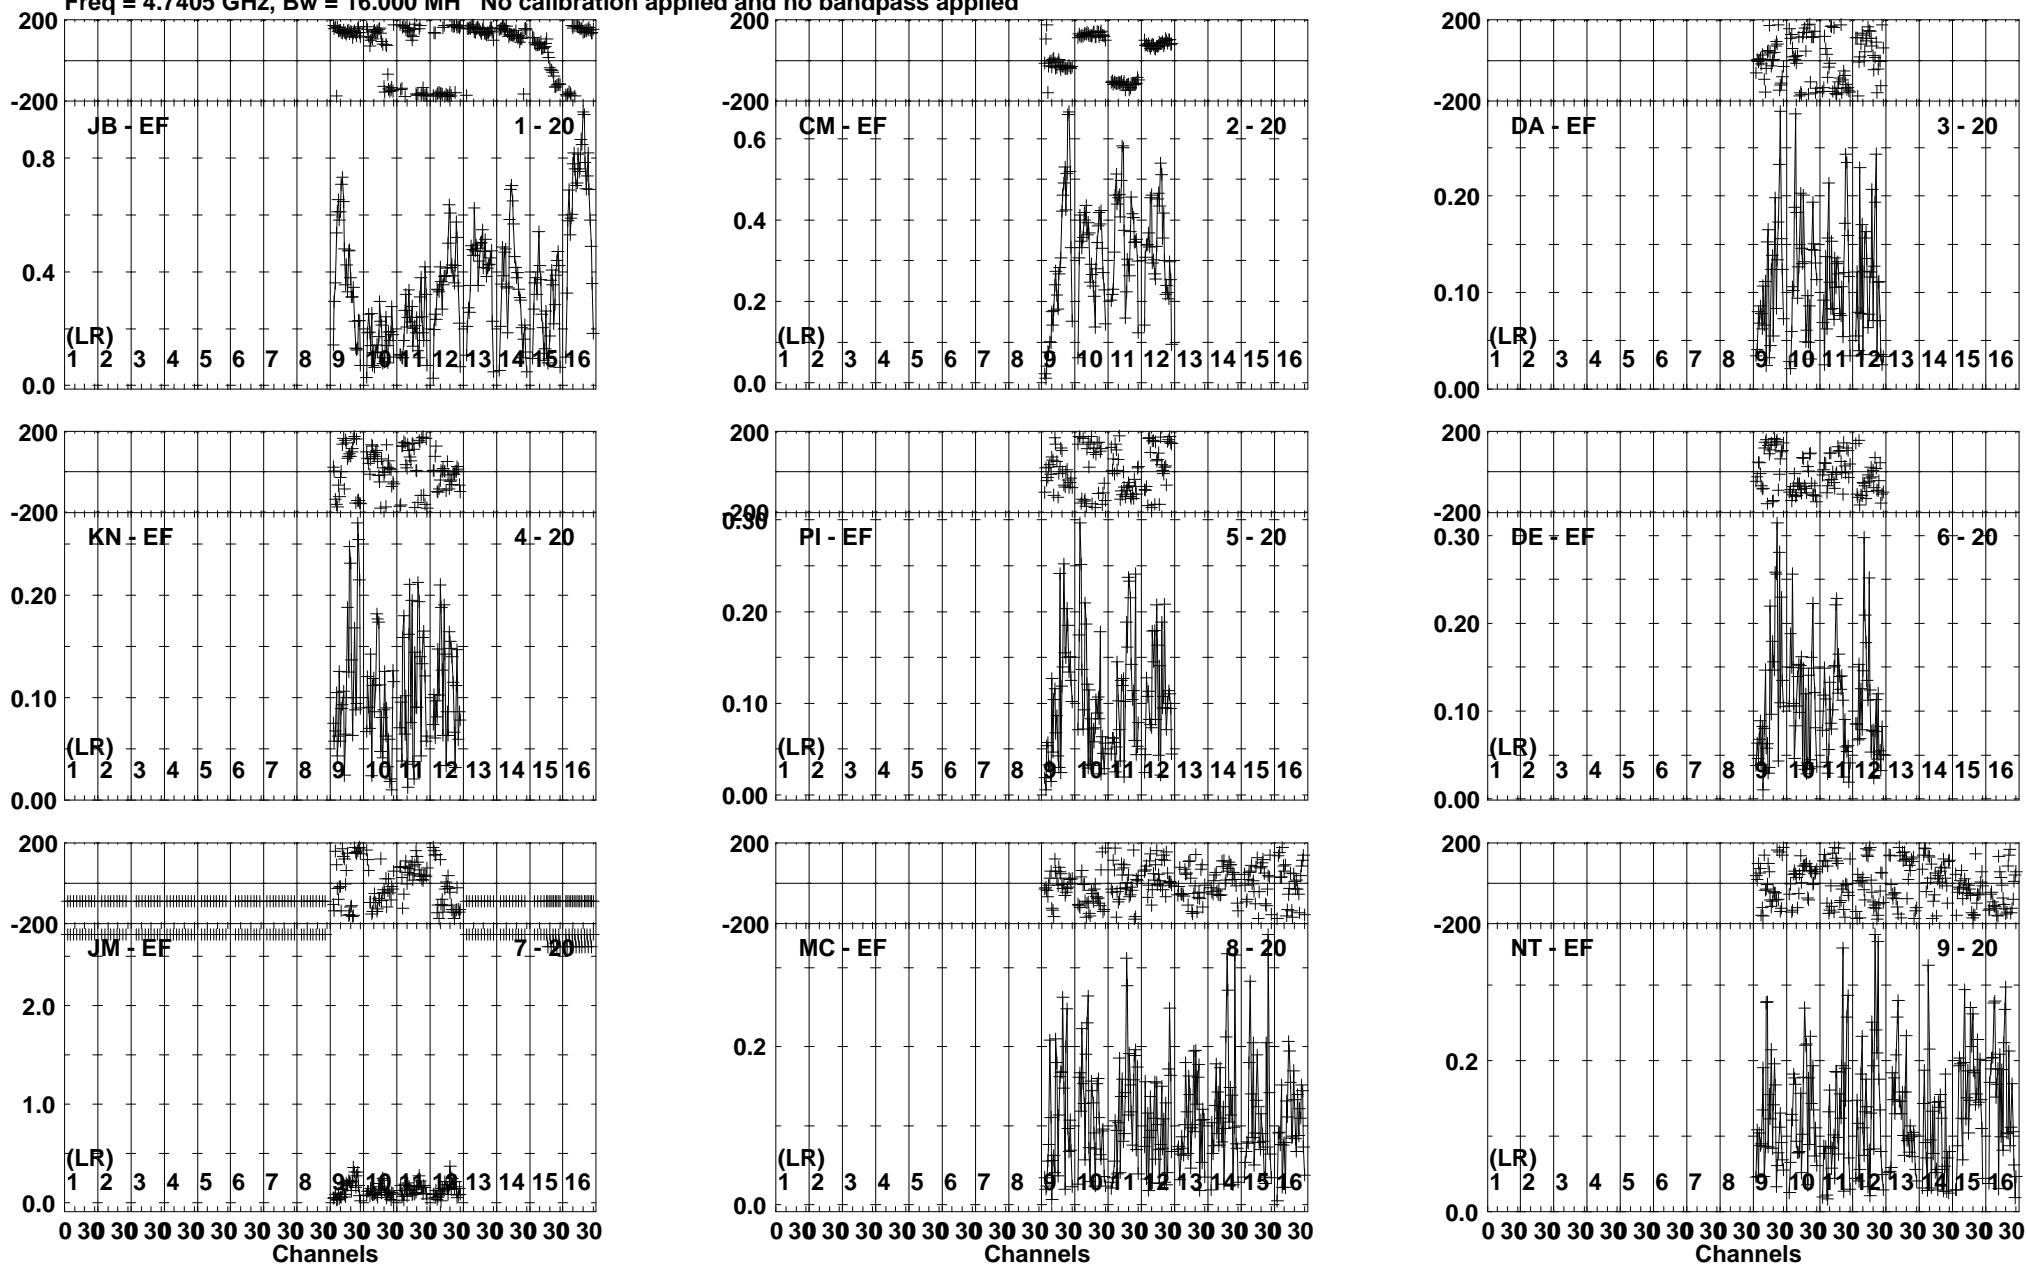 Freq = 4.7405 GHz, Bw = 16.000 MH No calibration applied and no bandpass applied
200
-200
JB - EF 1 - 20
0.8
0.4
(LR)
1 2 3 4 5 6 7 8 9 10 11 12 13 14 15 16
0.0
200
-200
CM - EF 2 - 20
0.6
0.4
0.2
(LR)
1 2 3 4 5 6 7 8 9 10 11 12 13 14 15 16
0.0
200
-200
DA - EF 3 - 20
0.20
0.10
(LR)
1 2 3 4 5 6 7 8 9 10 11 12 13 14 15 16
0.00
200
-200
KN - EF 4 - 20
0.20
0.10
(LR)
1 2 3 4 5 6 7 8 9 10 11 12 13 14 15 16
0.00
200
-200
0.30
PI - EF 5 - 20
0.20
0.10
(LR)
1 2 3 4 5 6 7 8 9 10 11 12 13 14 15 16
0.00
200
-200
DE - EF 6 - 20
0.30
0.20
0.10
(LR)
1 2 3 4 5 6 7 8 9 10 11 12 13 14 15 16
0.00
200
-200
JM - EF 7 - 20
2.0
1.0
(LR)
1 2 3 4 5 6 7 8 9 10 11 12 13 14 15 16
0.0
0 30 30 30 30 30 30 30 30 30 30 30 30 30 30 30 30
Channels
200
-200
MC - EF 8 - 20
0.2
(LR)
1 2 3 4 5 6 7 8 9 10 11 12 13 14 15 16
0.0
0 30 30 30 30 30 30 30 30 30 30 30 30 30 30 30 30
Channels
200
-200
NT - EF 9 - 20
0.2
(LR)
1 2 3 4 5 6 7 8 9 10 11 12 13 14 15 16
0.0
0 30 30 30 30 30 30 30 30 30 30 30 30 30 30 30 30
Channels